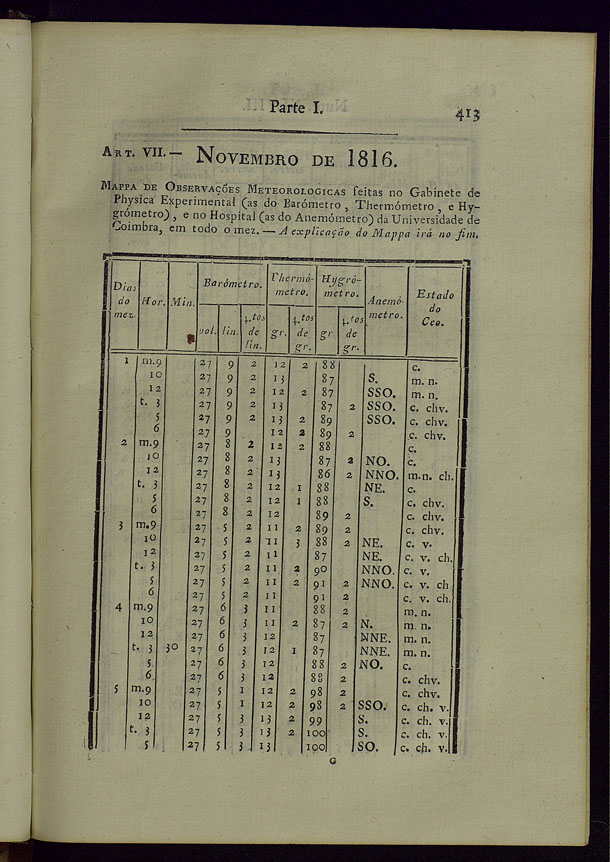 Parte I.
413
ART. VII.— NOVEMBRO DE 1816.
MAPPA DE OBSERVAÇÕES METEOROLOGICAS feitas no Gabinete de
Physica Experimental (as do Barómetro, Thermómetro, e Hy-
grómetro), e no Hospital (as do Anemómetro) da Universidade de
Coimbra, em todo o mez. — A explicação do Mappa irá no fim.
Dias do mez. Hor. Min. Barómetro. Thermó-metro. Hygró-metro. Anemó-metro. Estado do Ceo.
pol. lin. 4.tos de lin. gr. 4.tos de gr. gr 4.tos de gr.
1 m.9 27 9 2 12 2 88 c.
10 27 9 2 13 87 S. m. n.
12 27 9 2 12 2 87 SSO. m. n.
t. 3 27 9 2 13 87 2 SSO. c. chv.
5 27 9 2 13 2 89 SSO. c. chv.
6 27 9 12 2 89 2 c. chv.
2 m.9 27 8 2 12 2 88 c.
10 27 8 2 13 87 2 NO. c.
12 27 8 2 13 86 2 NNO. m.n. ch.
t. 3 27 8 2 12 1 88 NE. c.
5 27 8 2 12 1 88 S. c. chv.
6 27 8 2 12 89 2 c. chv.
3 m.9 27 5 2 11 2 89 2 c. chv.
10 27 5 2 11 3 88 2 NE. c. v.
12 27 5 2 11 87 NE. c. v. ch.
t. 3 27 5 2 11 2 90 NNO. c. v.
5 27 5 2 11 2 91 2 NNO. c. v. ch
6 27 5 2 11 91 2 c. v. ch.
4 m.9 27 6 3 11 88 2 m. n.
10 27 6 3 11 2 87 2 N. m. n.
12 27 6 3 12 87 NNE. m. n.
t. 3 30 27 6 3 12 1 87 NNE. m. n.
5 27 6 3 12 88 2 NO. c.
6 27 6 3 12 88 2 c. chv.
5 m.9 27 5 1 12 2 98 2 c. chv.
10 27 5 1 12 2 98 2 SSO. c. ch. v.
12 27 5 3 13 2 99 S. c. ch. v.
t. 3 27 5 3 13 2 100 S. c. ch. v.
5 27 5 3 13 100 SO. c. ch. v.
G